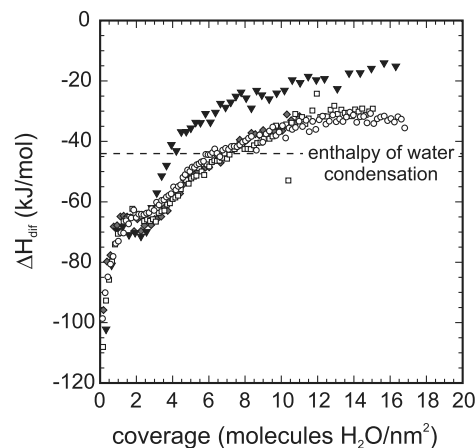 0
-20
-40
-60
-80
-100
-120
ΔH_dif (kJ/mol)
enthalpy of water
condensation
0 2 4 6 8 10 12 14 16 18 20
coverage (molecules H₂O/nm²)